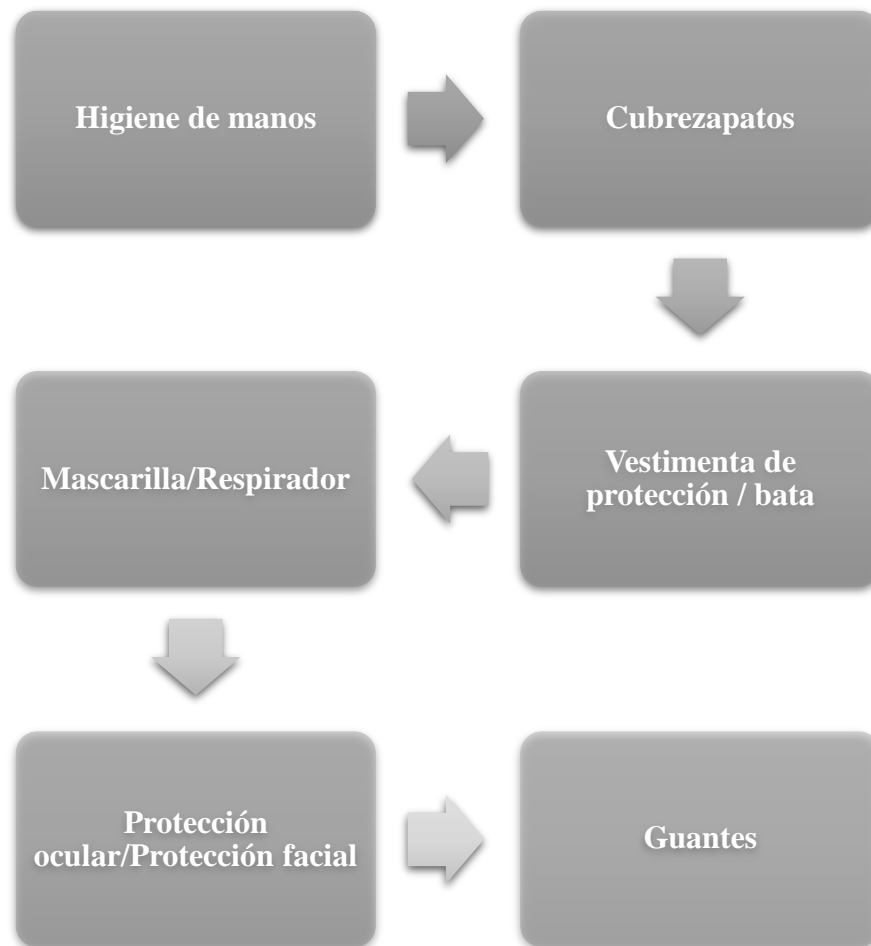 Higiene de manos
Cubrezapatos
Vestimenta de
protección / bata
Mascarilla/Respirador
Protección
ocular/Protección facial
Guantes